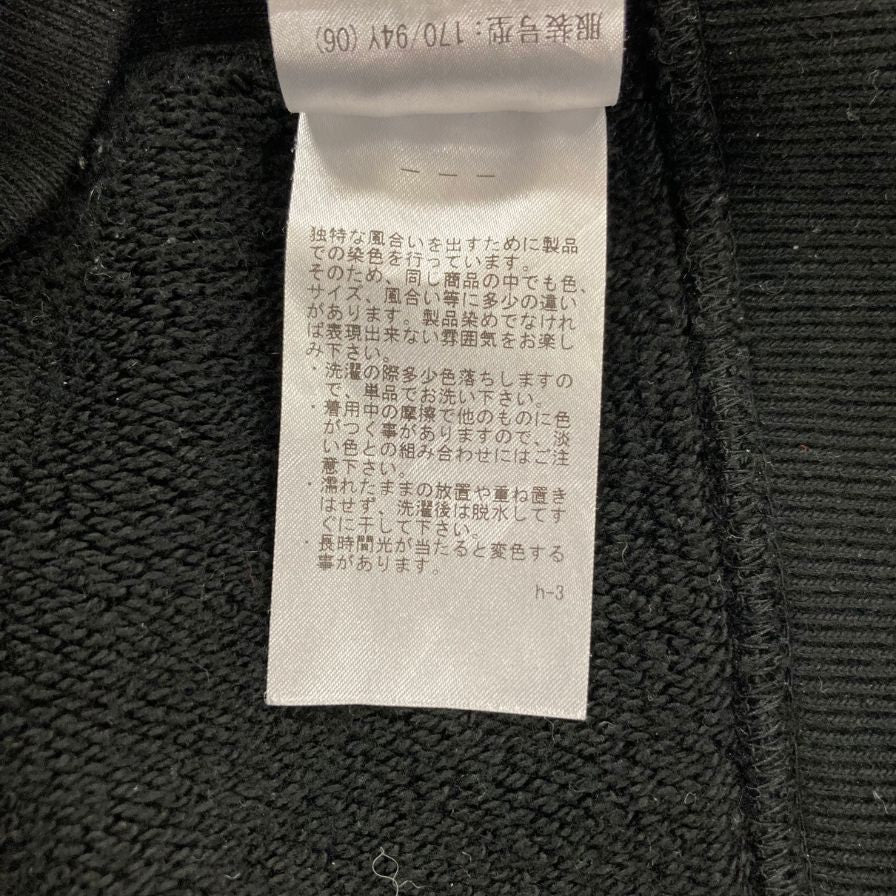 服装号型：170/94Y (06)
― ― ―
独特な風合いを出すために製品
での染色を行っています。
そのため、同じ商品の中でも色、
サイズ、風合い等に多少の違い
があります。製品染めでなけれ
ば表現出来ない雰囲気をお楽し
み下さい。
・洗濯の際多少色落ちしますの
で、単品でお洗い下さい。
・着用中の摩擦で他のものに色
がつく事がありますので、淡
い色との組み合わせにはご注
意下さい。
・濡れたままの放置や重ね置き
はせず、洗濯後は脱水してす
ぐに干して下さい。
・長時間光が当たると変色する
事があります。
h-3